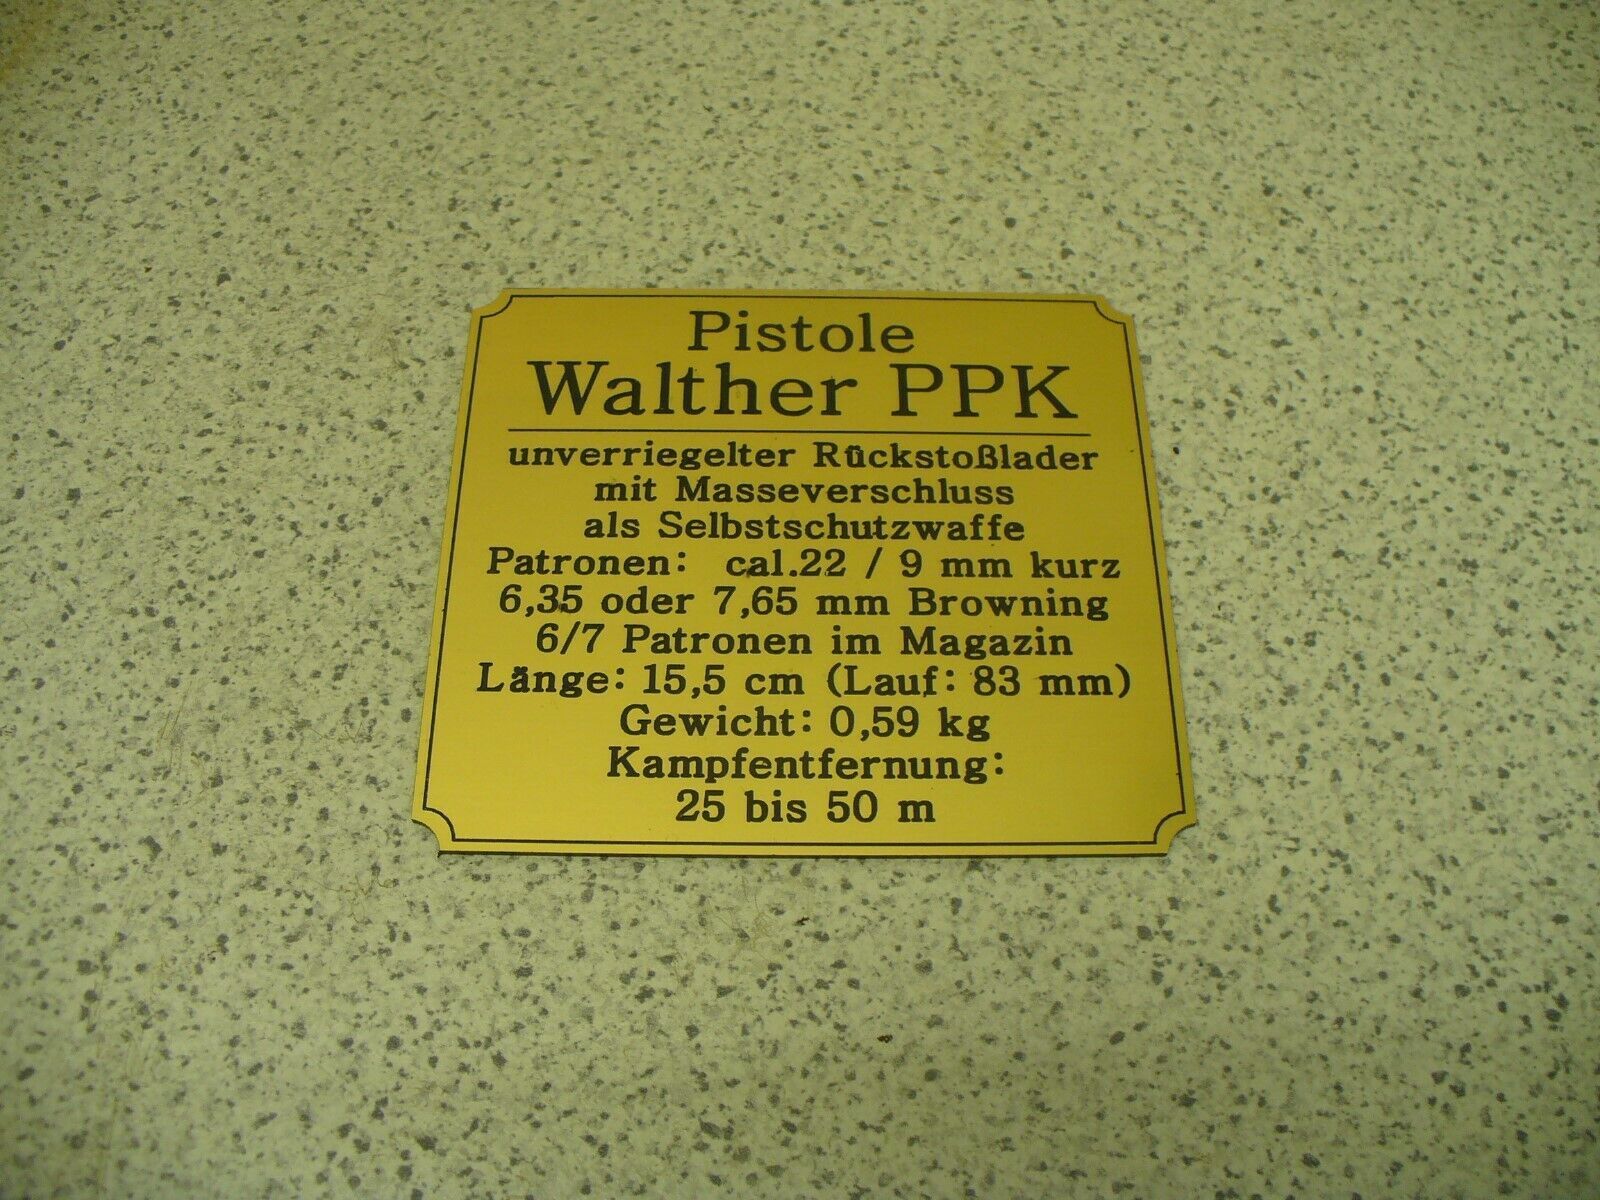 Pistole
Walther PPK
unverriegelter Rückstoßlader
mit Masseverschluss
als Selbstschutzwaffe
Patronen: cal.22 / 9 mm kurz
6,35 oder 7,65 mm Browning
6/7 Patronen im Magazin
Länge: 15,5 cm (Lauf: 83 mm)
Gewicht: 0,59 kg
Kampfentfernung:
25 bis 50 m